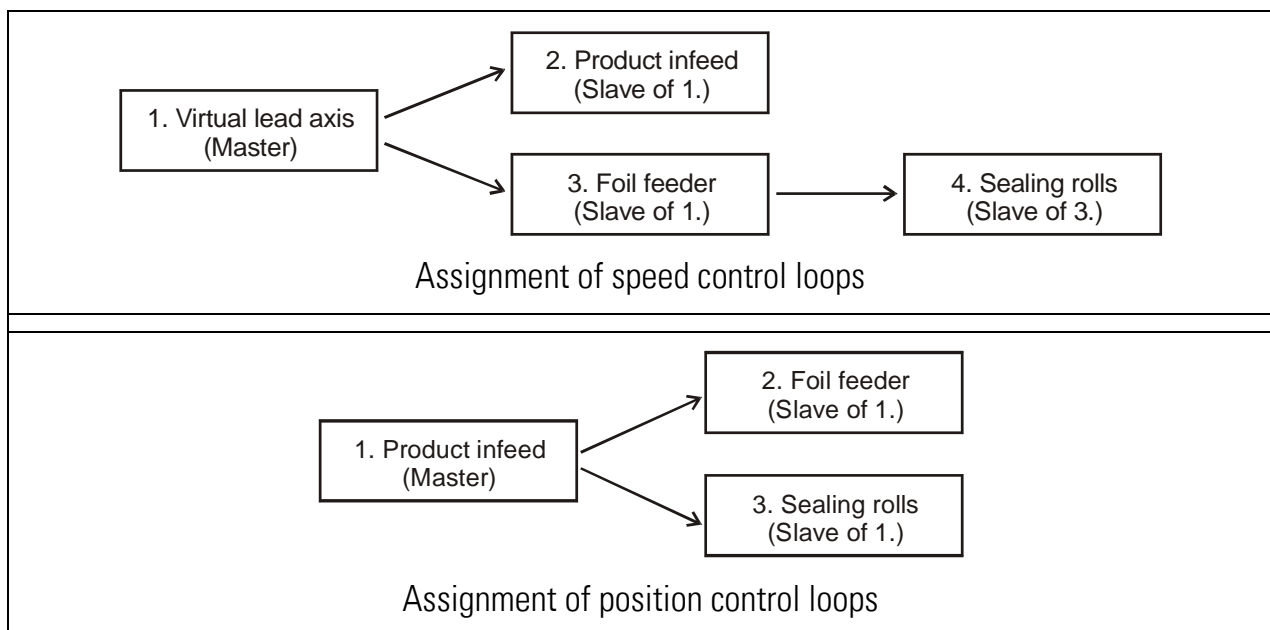 2. Product infeed
(Slave of 1.)
1. Virtual lead axis
(Master)
3. Foil feeder
(Slave of 1.)
4. Sealing rolls
(Slave of 3.)
Assignment of speed control loops
2. Foil feeder
(Slave of 1.)
1. Product infeed
(Master)
3. Sealing rolls
(Slave of 1.)
Assignment of position control loops